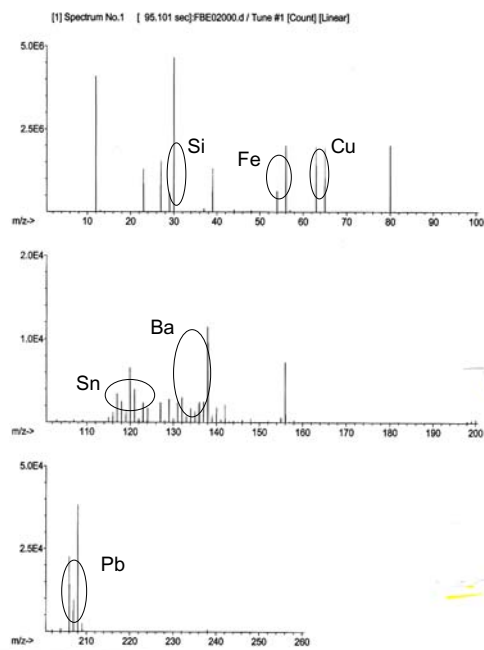 [1] Spectrum No.1 [ 95.101 sec]:FBE02000.d / Tune #1 [Count] [Linear]
5.0E6
2.5E6
Si
Fe
Cu
m/z->
10 20 30 40 50 60 70 80 90 100
2.0E4
1.0E4
Ba
Sn
m/z->
110 120 130 140 150 160 170 180 190 200
5.0E4
2.5E4
Pb
m/z->
210 220 230 240 250 260